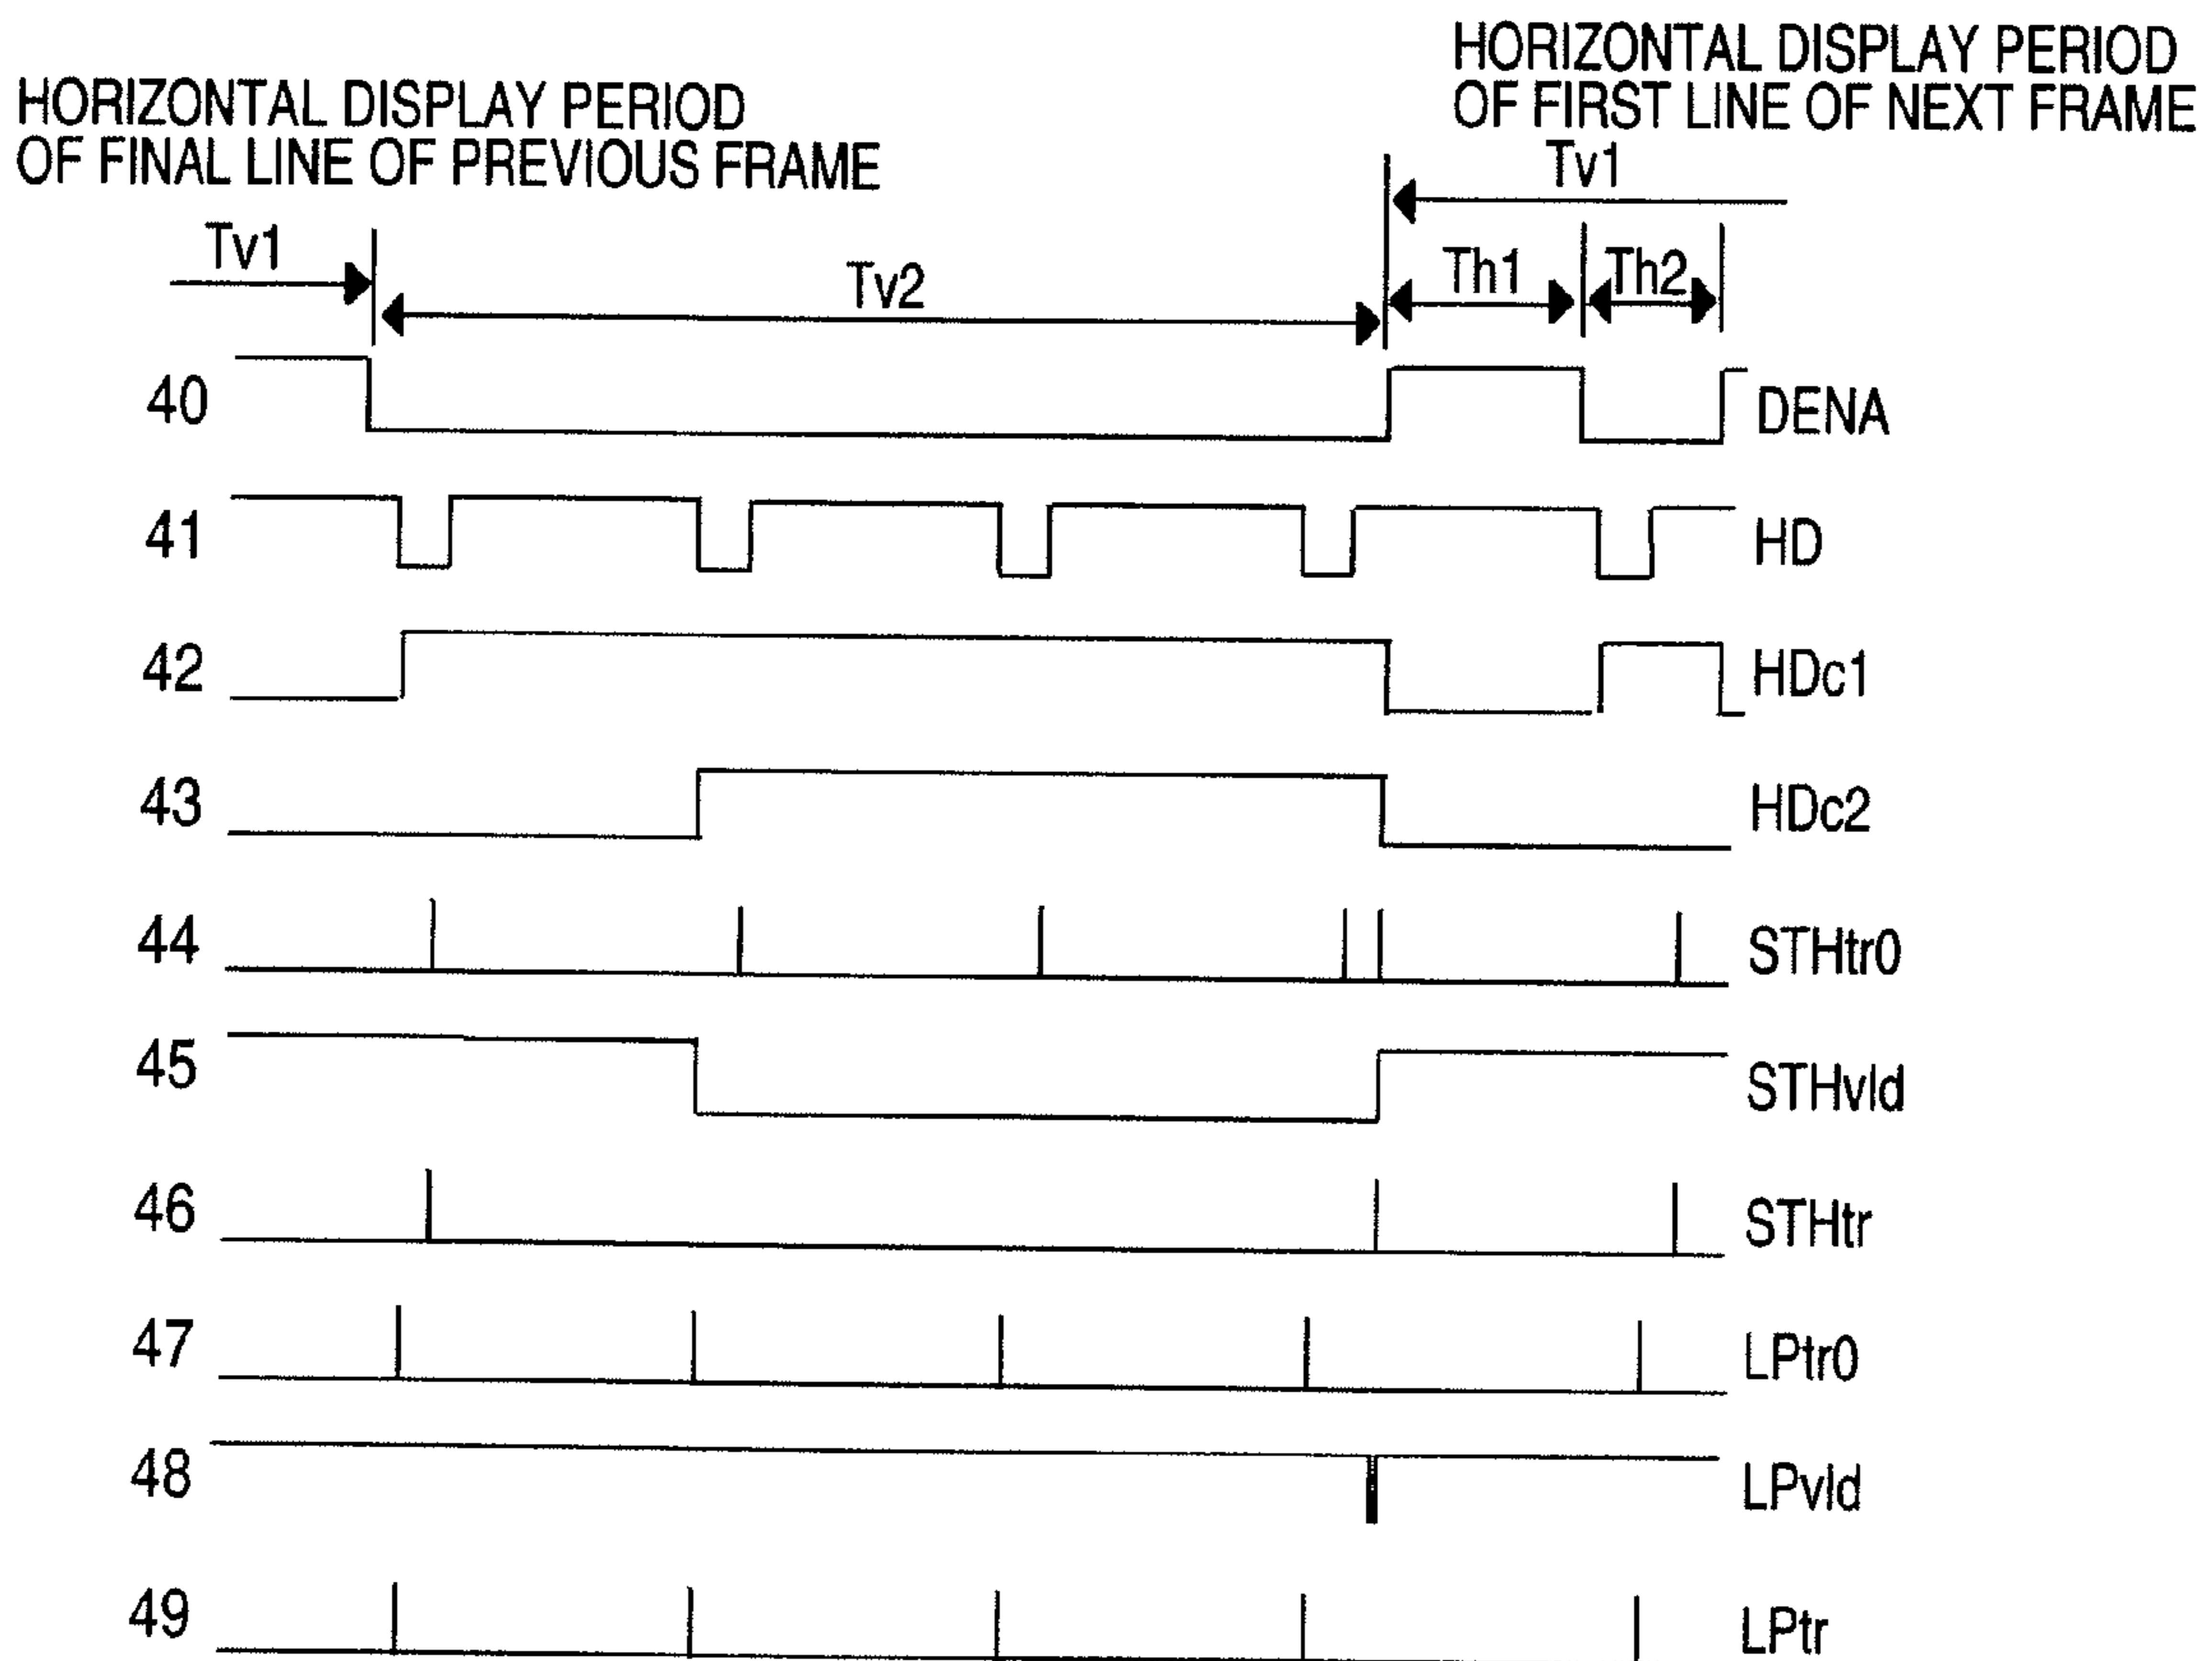 HORIZONTAL DISPLAY PERIOD
OF FIRST LINE OF NEXT FRAME
HORIZONTAL DISPLAY PERIOD
OF FINAL LINE OF PREVIOUS FRAME
Tv1
Tv1
Tv2
Th1
Th2
40 DENA
41 HD
42 HDc1
43 HDc2
44 STHtr0
45 STHvld
46 STHtr
47 LPtr0
48 LPvld
49 LPtr